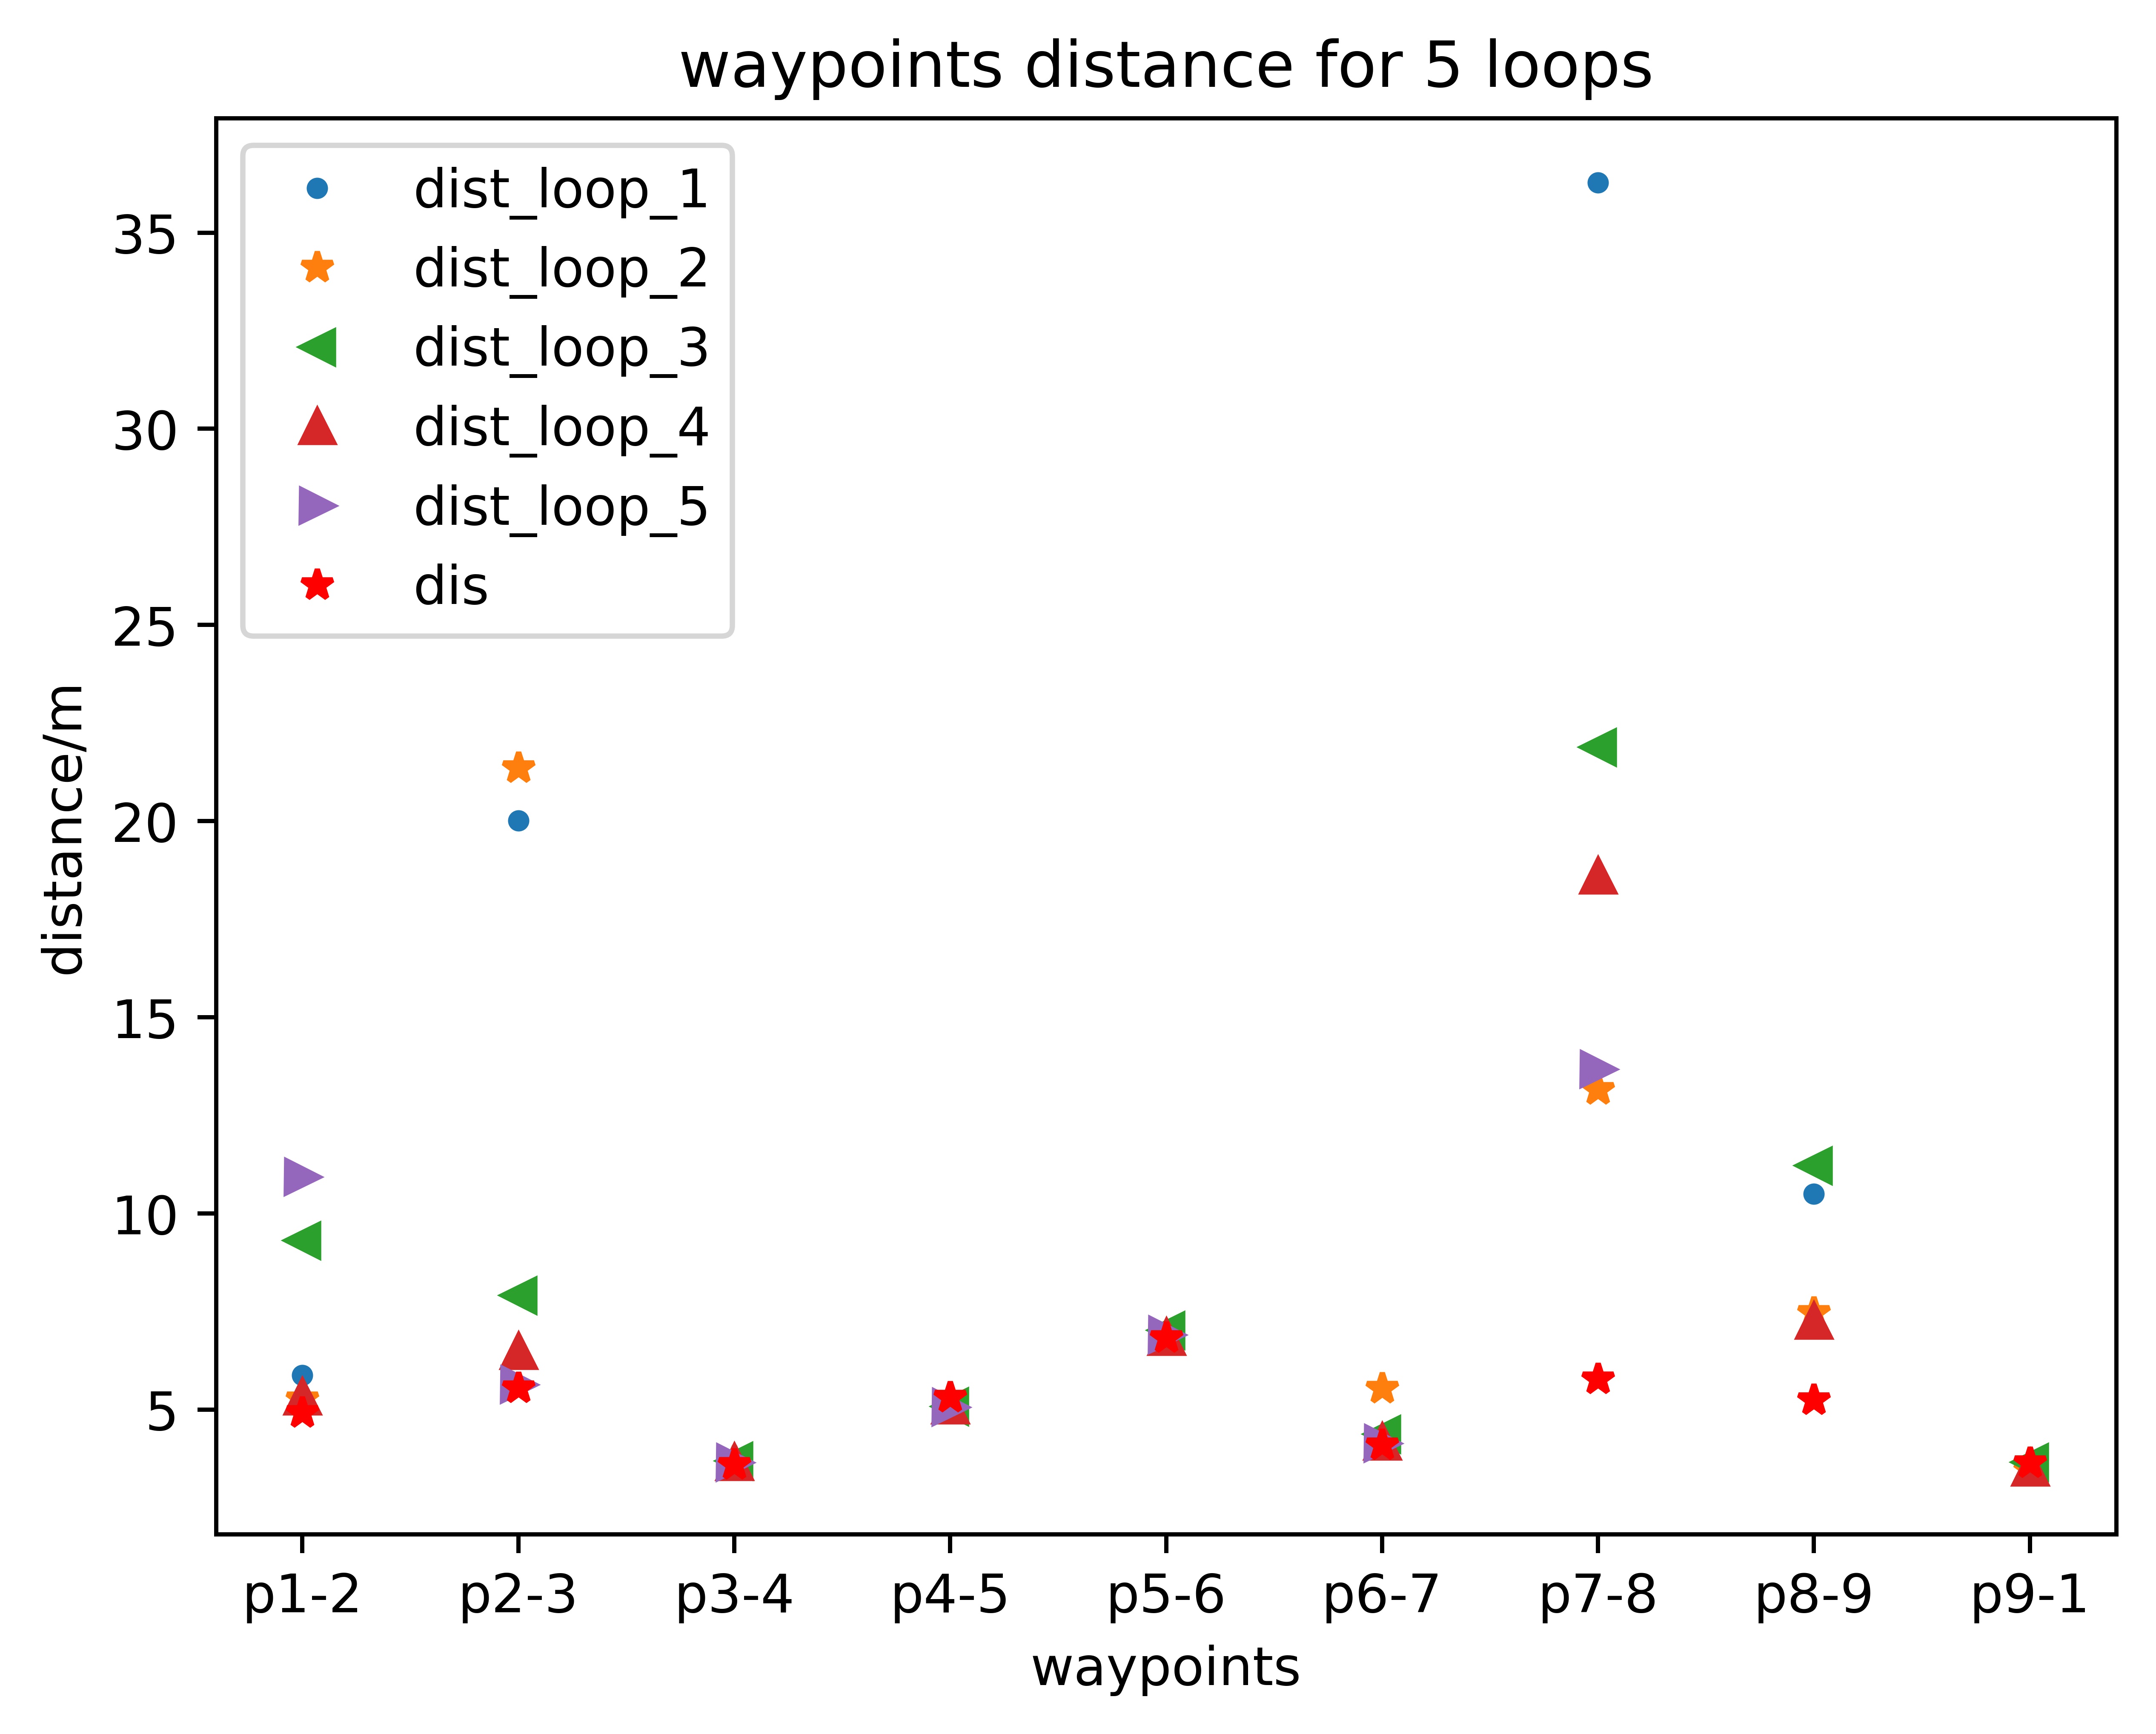 waypoints distance for 5 loops
dist_loop_1
dist_loop_2
dist_loop_3
dist_loop_4
dist_loop_5
dis
35
30
25
20
15
10
5
distance/m
p1-2 p2-3 p3-4 p4-5 p5-6 p6-7 p7-8 p8-9 p9-1
waypoints